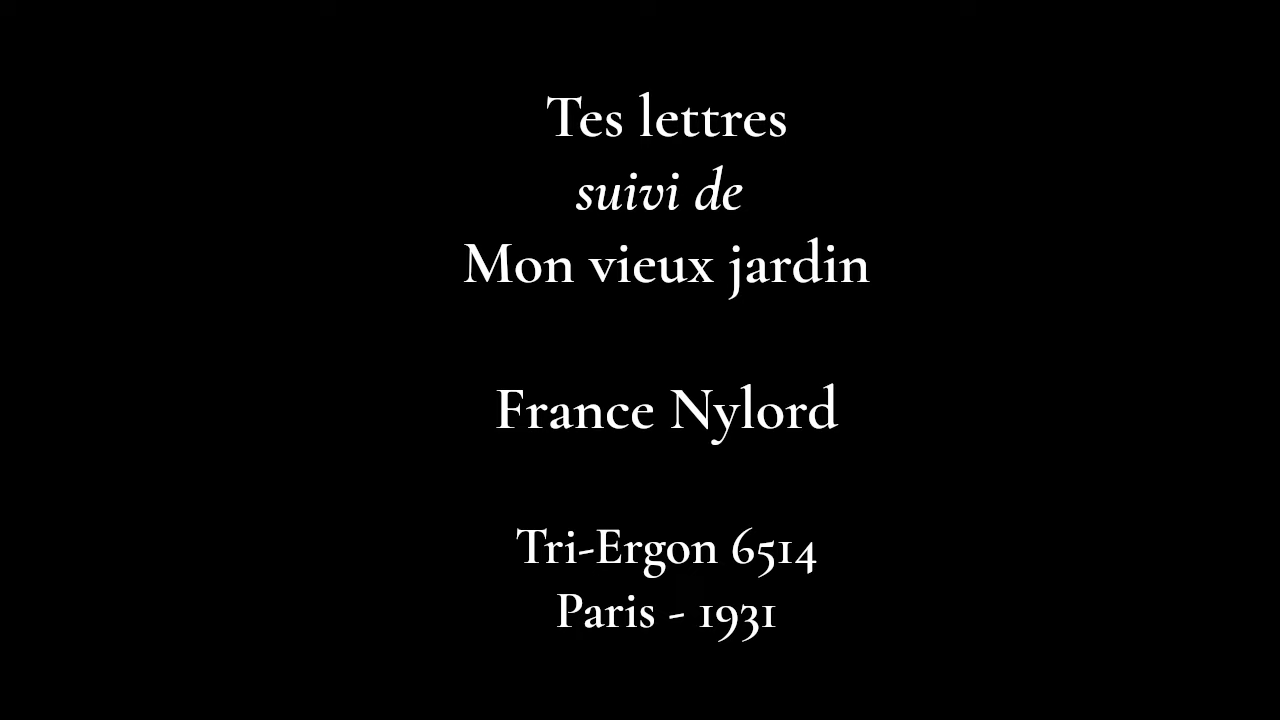 Tes lettres
suivi de
Mon vieux jardin
France Nylord
Tri-Ergon 6514
Paris - 1931